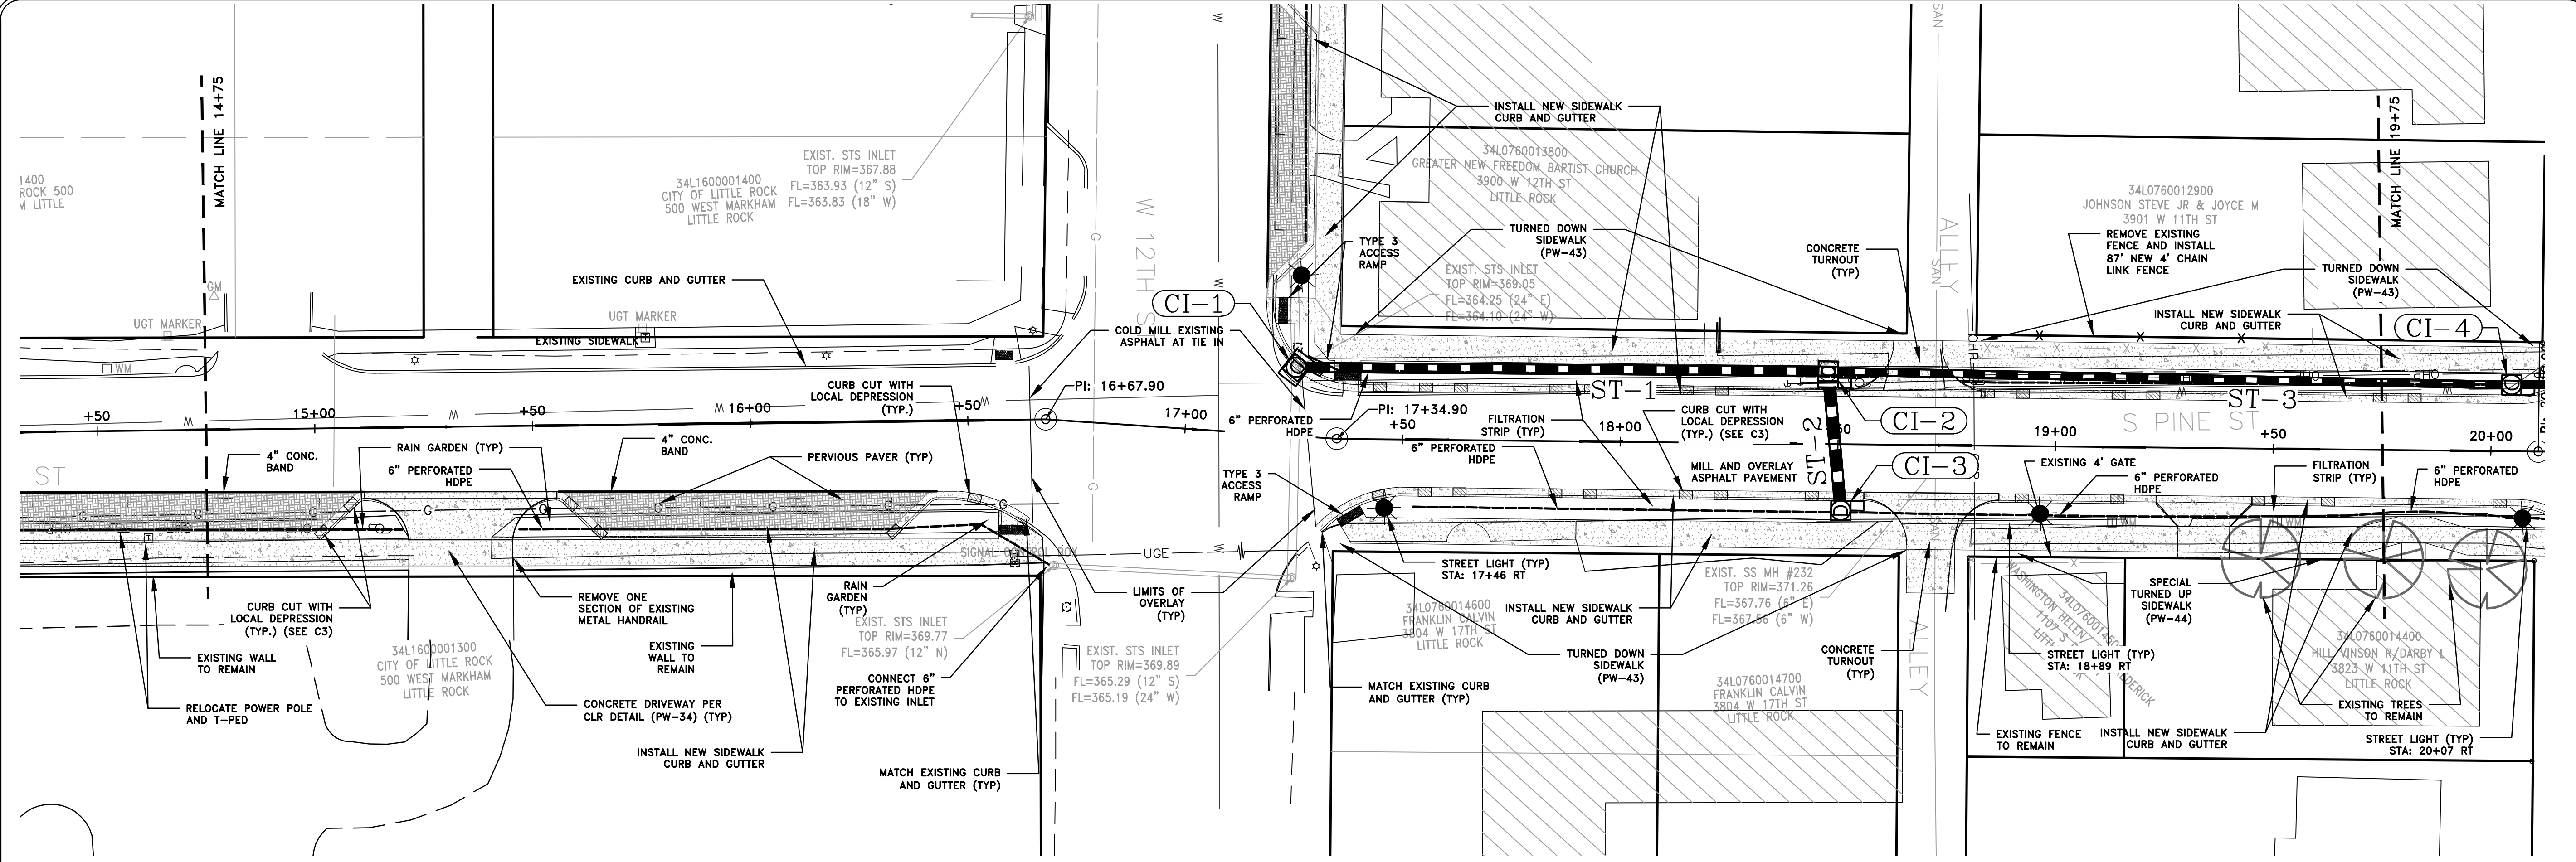 MATCH LINE 14+75
1400
ROCK 500
M LITTLE
34L1600001400
CITY OF LITTLE ROCK
500 WEST MARKHAM
LITTLE ROCK
EXIST. STS INLET
TOP RIM=367.88
FL=363.93 (12" S)
FL=363.83 (18" W)
GM
UGT MARKER
UGT MARKER
EXISTING CURB AND GUTTER
EXISTING SIDEWALK
WM
W 12TH ST
W
W
W
G
G
CI-1
COLD MILL EXISTING
ASPHALT AT TIE IN
TYPE 3
ACCESS
RAMP
INSTALL NEW SIDEWALK
CURB AND GUTTER
34L0760013800
GREATER NEW FREEDOM BAPTIST CHURCH
3900 W 12TH ST
LITTLE ROCK
TURNED DOWN
SIDEWALK
(PW-43)
EXIST. STS INLET
TOP RIM=369.05
FL=364.25 (24" E)
FL=364.10 (24" W)
CONCRETE
TURNOUT
(TYP)
SAN
ALLEY
SAN
34L0760012900
JOHNSON STEVE JR & JOYCE M
3901 W 11TH ST
REMOVE EXISTING
FENCE AND INSTALL
87' NEW 4' CHAIN
LINK FENCE
MATCH LINE 19+75
TURNED DOWN
SIDEWALK
(PW-43)
INSTALL NEW SIDEWALK
CURB AND GUTTER
CI-4
OHP
OHP
OHP
CURB CUT WITH
LOCAL DEPRESSION
(TYP.)
PI: 16+67.90
+50
15+00
+50
16+00
+50
17+00
6" PERFORATED
HDPE
PI: 17+34.90
+50
FILTRATION
STRIP (TYP)
18+00
ST-1
CURB CUT WITH
LOCAL DEPRESSION
(TYP.) (SEE C3)
ST-2
+50
CI-2
ST-3
S PINE ST
19+00
+50
20+00
ST
4" CONC.
BAND
RAIN GARDEN (TYP)
6" PERFORATED
HDPE
4" CONC.
BAND
PERVIOUS PAVER (TYP)
TYPE 3
ACCESS
RAMP
6" PERFORATED
HDPE
MILL AND OVERLAY
ASPHALT PAVEMENT
CI-3
EXISTING 4' GATE
6" PERFORATED
HDPE
FILTRATION
STRIP (TYP)
6" PERFORATED
HDPE
G
G
G
G
G
G
G
OHP
OHP
OHP
SIGNAL CONTROL BOX
UGE
W
WM
WM
CURB CUT WITH
LOCAL DEPRESSION
(TYP.) (SEE C3)
EXISTING WALL
TO REMAIN
RELOCATE POWER POLE
AND T-PED
34L1600001300
CITY OF LITTLE ROCK
500 WEST MARKHAM
LITTLE ROCK
REMOVE ONE
SECTION OF EXISTING
METAL HANDRAIL
EXISTING
WALL TO
REMAIN
CONCRETE DRIVEWAY PER
CLR DETAIL (PW-34) (TYP)
INSTALL NEW SIDEWALK
CURB AND GUTTER
RAIN
GARDEN
(TYP)
EXIST. STS INLET
TOP RIM=369.77
FL=365.97 (12" N)
CONNECT 6"
PERFORATED HDPE
TO EXISTING INLET
MATCH EXISTING CURB
AND GUTTER (TYP)
LIMITS OF
OVERLAY
(TYP)
EXIST. STS INLET
TOP RIM=369.89
FL=365.29 (12" S)
FL=365.19 (24" W)
STREET LIGHT (TYP)
STA: 17+46 RT
34L0760014600
FRANKLIN CALVIN
3804 W 17TH ST
LITTLE ROCK
INSTALL NEW SIDEWALK
CURB AND GUTTER
TURNED DOWN
SIDEWALK
(PW-43)
MATCH EXISTING CURB
AND GUTTER (TYP)
EXIST. SS MH #232
TOP RIM=371.26
FL=367.76 (6" E)
FL=367.56 (6" W)
34L0760014700
FRANKLIN CALVIN
3804 W 17TH ST
LITTLE ROCK
CONCRETE
TURNOUT
(TYP)
ALLEY
WASHINGTON HELEN
1107 S
STREET LIGHT (TYP)
STA: 18+89 RT
SPECIAL
TURNED UP
SIDEWALK
(PW-44)
34L0760014400
HILL VINSON R/DARBY L
3823 W 11TH ST
LITTLE ROCK
EXISTING TREES
TO REMAIN
EXISTING FENCE
TO REMAIN
INSTALL NEW SIDEWALK
CURB AND GUTTER
STREET LIGHT (TYP)
STA: 20+07 RT